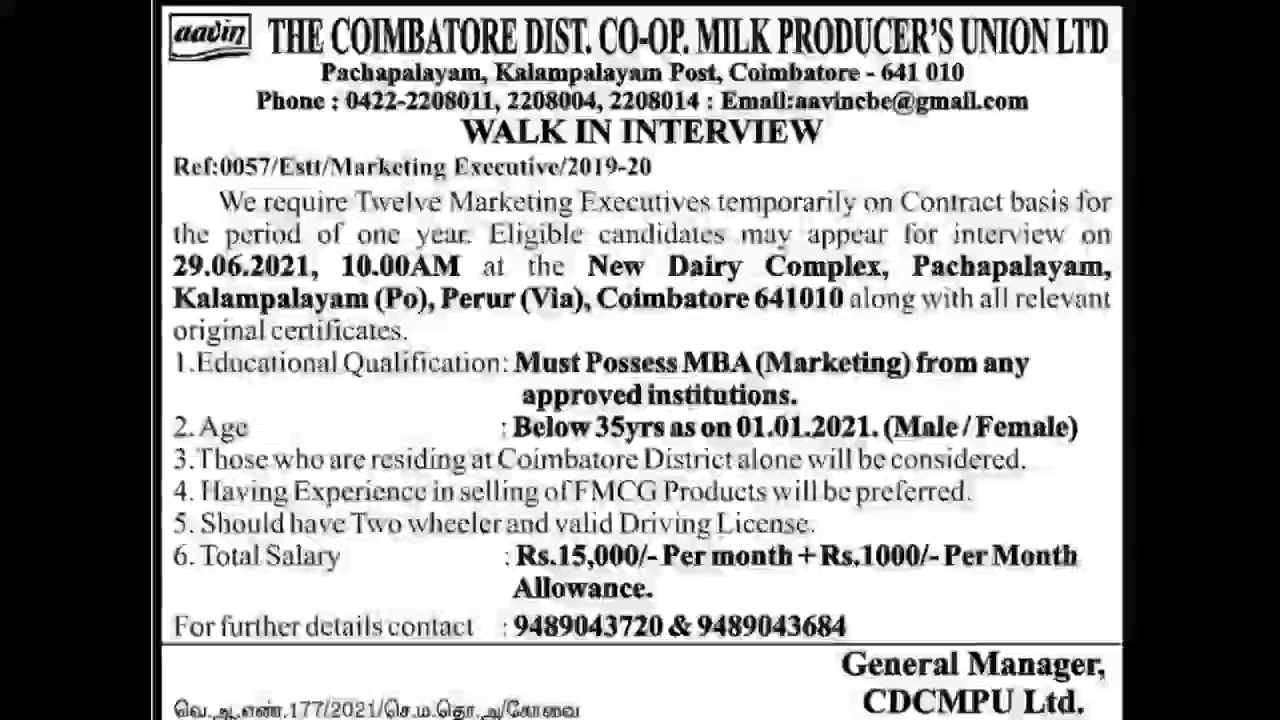 aavin THE COIMBATORE DIST. CO-OP. MILK PRODUCER'S UNION LTD
Pachapalayam, Kalampalayam Post, Coimbatore - 641 010
Phone : 0422-2208011, 2208004, 2208014 : Email:aavincbe@gmail.com
WALK IN INTERVIEW
Ref:0057/Estt/Marketing Executive/2019-20
We require Twelve Marketing Executives temporarily on Contract basis for
the period of one year. Eligible candidates may appear for interview on
29.06.2021, 10.00AM at the New Dairy Complex, Pachapalayam,
Kalampalayam (Po), Perur (Via), Coimbatore 641010 along with all relevant
original certificates.
1.Educational Qualification: Must Possess MBA (Marketing) from any
approved institutions.
2. Age : Below 35yrs as on 01.01.2021. (Male / Female)
3.Those who are residing at Coimbatore District alone will be considered.
4. Having Experience in selling of FMCG Products will be preferred.
5. Should have Two wheeler and valid Driving License.
6. Total Salary : Rs.15,000/- Per month + Rs.1000/- Per Month
Allowance.
For further details contact : 9489043720 & 9489043684
General Manager,
CDCMPU Ltd.
வெ.ஆ.எண்.177/2021/செ.ம.தொ.அ/கோவை